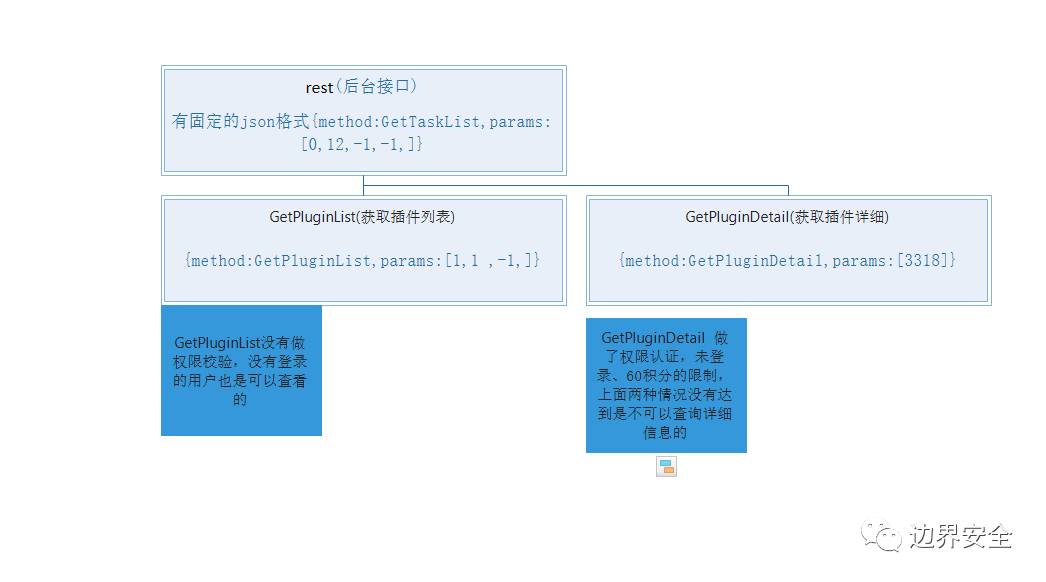 rest(后台接口)
有固定的json格式{method:GetTaskList,params:
[0,12,-1,-1,]}
GetPluginList(获取插件列表)
{method:GetPluginList,params:[1,1 ,-1,]}
GetPluginDetail(获取插件详细)
{method:GetPluginDetail,params:[3318]}
GetPluginList没有做
权限校验，没有登录
的用户也是可以查看
的
GetPluginDetail 做
了权限认证，未登
录、60积分的限制，
上面两种情况没有达
到是不可以查询详细
信息的
边界安全